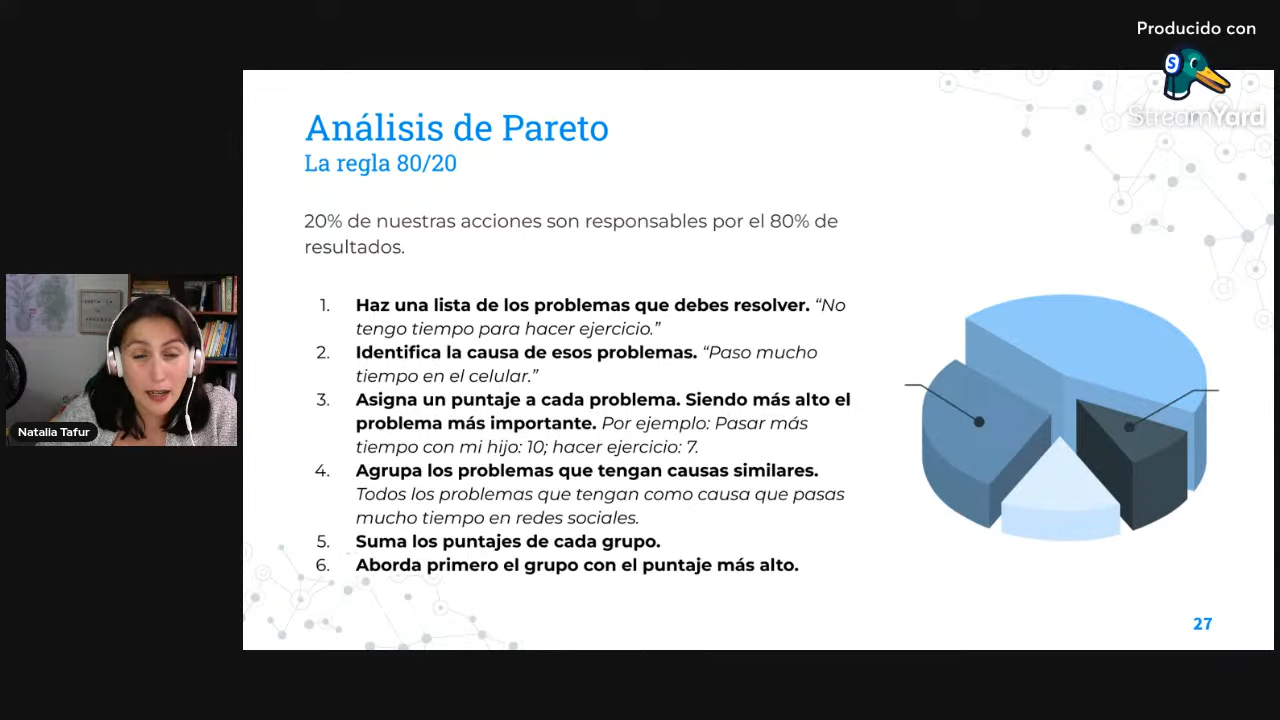 Producido con
StreamYard
Análisis de Pareto
La regla 80/20
20% de nuestras acciones son responsables por el 80% de
resultados.
1. Haz una lista de los problemas que debes resolver. “No
tengo tiempo para hacer ejercicio.”
2. Identifica la causa de esos problemas. “Paso mucho
tiempo en el celular.”
3. Asigna un puntaje a cada problema. Siendo más alto el
problema más importante. Por ejemplo: Pasar más
tiempo con mi hijo: 10; hacer ejercicio: 7.
4. Agrupa los problemas que tengan causas similares.
Todos los problemas que tengan como causa que pasas
mucho tiempo en redes sociales.
5. Suma los puntajes de cada grupo.
6. Aborda primero el grupo con el puntaje más alto.
Natalia Tafur
27